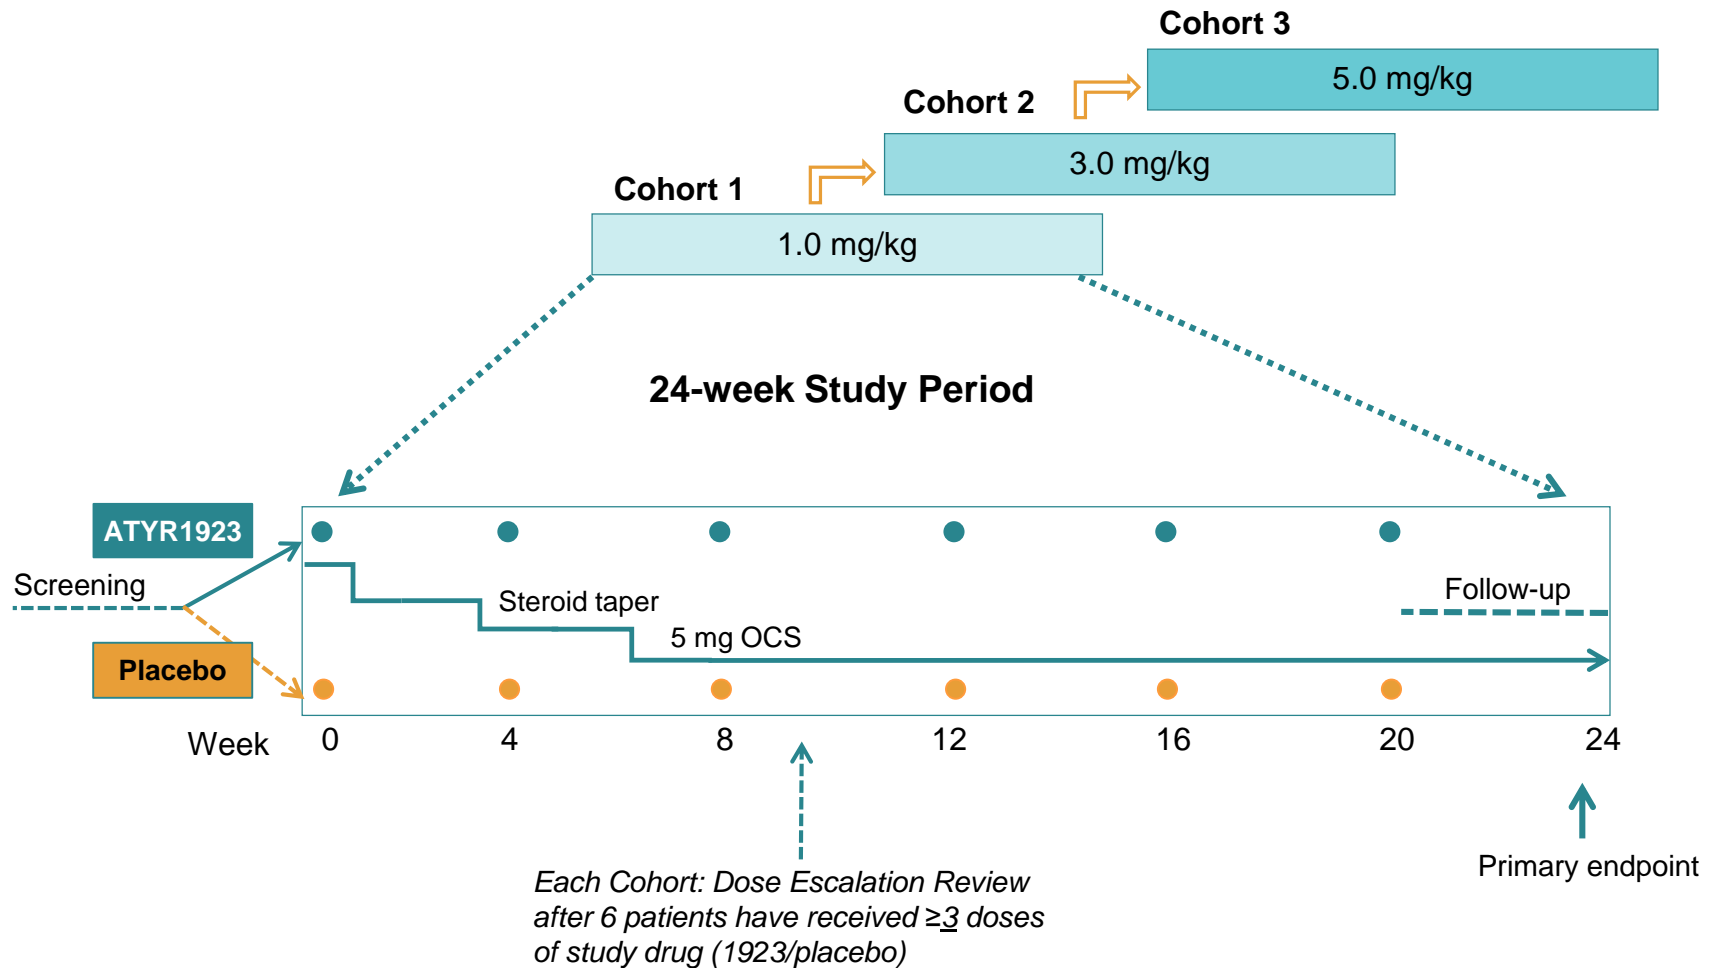 Cohort 3
5.0 mg/kg
Cohort 2
3.0 mg/kg
Cohort 1
1.0 mg/kg
24-week Study Period
ATYR1923
Screening
Steroid taper
Follow-up
5 mg OCS
Placebo
Week 0 4 8 12 16 20 24
Primary endpoint
Each Cohort: Dose Escalation Review
after 6 patients have received ≥3 doses
of study drug (1923/placebo)